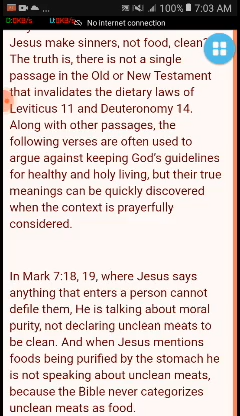 0KB/s
0KB/s
100% 7:03 AM
No internet connection
Jesus make sinners, not food, clean?
The truth is, there is not a single
passage in the Old or New Testament
that invalidates the dietary laws of
Leviticus 11 and Deuteronomy 14.
Along with other passages, the
following verses are often used to
argue against keeping God's guidelines
for healthy and holy living, but their true
meanings can be quickly discovered
when the context is prayerfully
considered.
In Mark 7:18, 19, where Jesus says
anything that enters a person cannot
defile them, He is talking about moral
purity, not declaring unclean meats to
be clean. And when Jesus mentions
foods being purified by the stomach he
is not speaking about unclean meats,
because the Bible never categorizes
unclean meats as food.